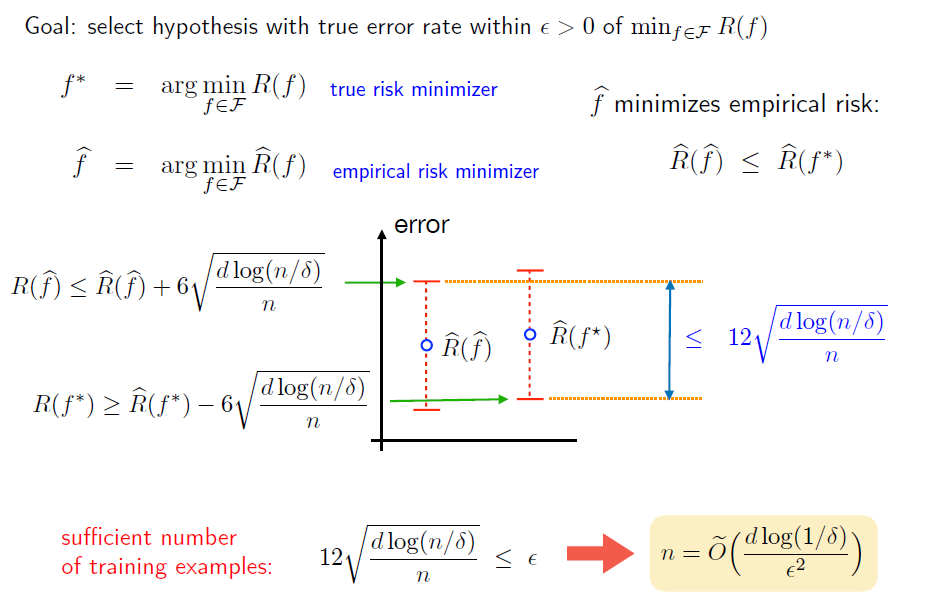 Goal: select hypothesis with true error rate within ϵ > 0 of min_{f∈ℱ} R(f)
f* = arg min_{f∈ℱ} R(f) true risk minimizer
f̂ minimizes empirical risk:
f̂ = arg min_{f∈ℱ} R̂(f) empirical risk minimizer
R̂(f̂) ≤ R̂(f*)
error
R(f̂) ≤ R̂(f̂) + 6√(d log(n/δ)/n)
R̂(f̂)
R̂(f⋆)
≤ 12√(d log(n/δ)/n)
R(f*) ≥ R̂(f*) − 6√(d log(n/δ)/n)
sufficient number
of training examples:
12√(d log(n/δ)/n) ≤ ϵ
n = Õ(d log(1/δ)/ϵ²)